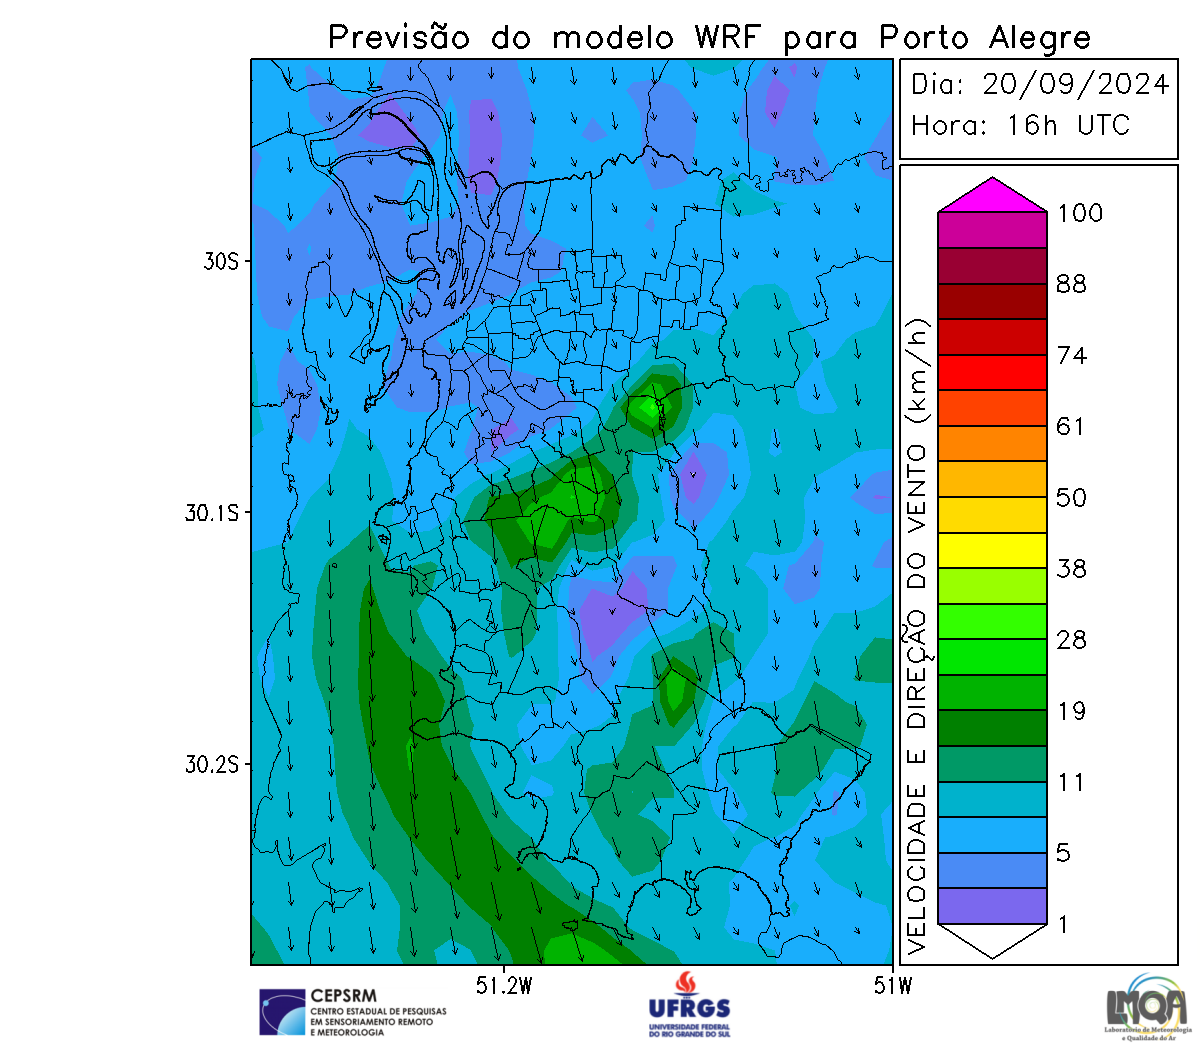 Previsão do modelo WRF para Porto Alegre
Dia: 20/09/2024
Hora: 16h UTC
30S
30.1S
30.2S
51.2W
51W
VELOCIDADE E DIREÇÃO DO VENTO (km/h)
100
88
74
61
50
38
28
19
11
5
1
CEPSRM
CENTRO ESTADUAL DE PESQUISAS
EM SENSORIAMENTO REMOTO
E METEOROLOGIA
UFRGS
UNIVERSIDADE FEDERAL
DO RIO GRANDE DO SUL
LMQA
Laboratório de Meteorologia
e Qualidade do Ar